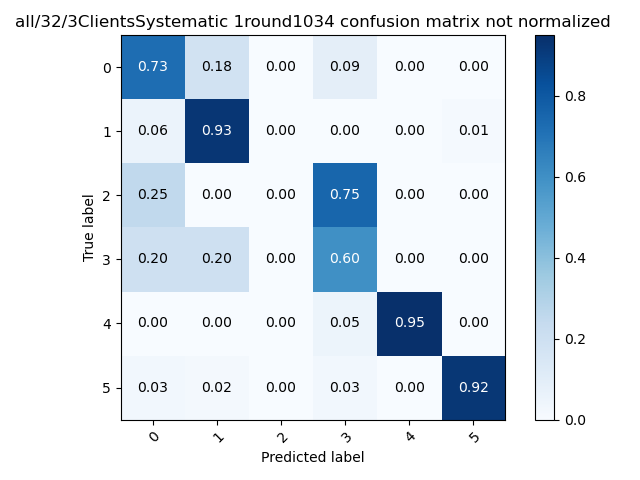 all/32/3ClientsSystematic 1round1034 confusion matrix not normalized
0 0.73 0.18 0.00 0.09 0.00 0.00
1 0.06 0.93 0.00 0.00 0.00 0.01
2 0.25 0.00 0.00 0.75 0.00 0.00
3 0.20 0.20 0.00 0.60 0.00 0.00
4 0.00 0.00 0.00 0.05 0.95 0.00
5 0.03 0.02 0.00 0.03 0.00 0.92
True label
0 1 2 3 4 5
Predicted label
0.8
0.6
0.4
0.2
0.0